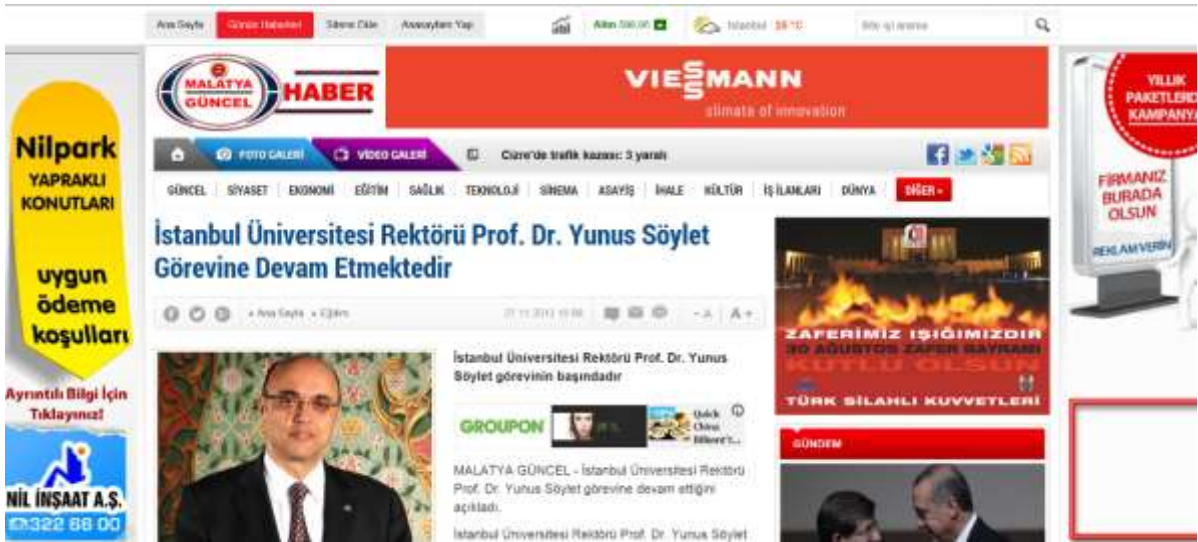 Ana Sayfa
Günün Haberleri
Sitene Ekle
Anasayfam Yap
Altın
İstanbul
MALATYA
GÜNCEL
HABER
VIESSMANN
climate of innovation
FOTO GALERİ
VİDEO GALERİ
Cizre'de trafik kazası: 3 yaralı
GÜNCEL
SİYASET
EKONOMİ
EĞİTİM
SAĞLIK
TEKNOLOJİ
SİNEMA
ASAYİŞ
İHALE
KÜLTÜR
İŞ İLANLARI
DÜNYA
DİĞER
İstanbul Üniversitesi Rektörü Prof. Dr. Yunus Söylet
Görevine Devam Etmektedir
Ana Sayfa
Eğitim
- A
A +
İstanbul Üniversitesi Rektörü Prof. Dr. Yunus
Söylet görevinin başındadır
GROUPON
Quick
China
MALATYA GÜNCEL - İstanbul Üniversitesi Rektörü
Prof. Dr. Yunus Söylet görevine devam ettiğini
açıkladı.
İstanbul Üniversitesi Rektörü Prof. Dr. Yunus Söylet
ZAFERİMİZ IŞIĞIMIZDIR
30 AĞUSTOS ZAFER BAYRAMI
KUTLU OLSUN
TÜRK SİLAHLI KUVVETLERİ
GÜNDEM
Nilpark
YAPRAKLI
KONUTLARI
uygun
ödeme
koşulları
Ayrıntılı Bilgi İçin
Tıklayınız!
NİL İNŞAAT A.Ş.
322 66 00
YILLIK
PAKETLERDE
KAMPANYA
FİRMANIZ
BURADA
OLSUN
REKLAM VERİN